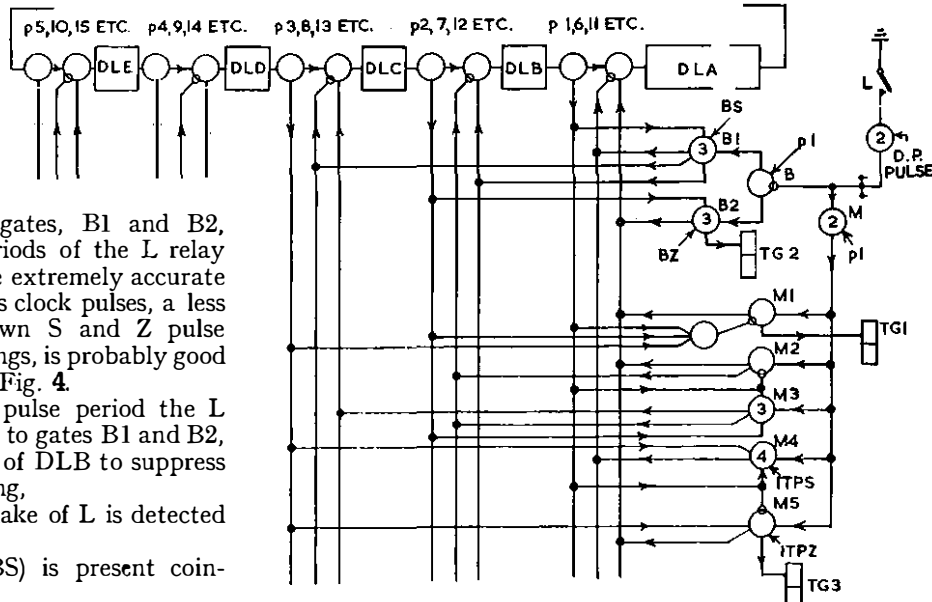 p5,10,15 ETC. p4,9,14 ETC. p3,8,13 ETC. p2,7,12 ETC. p1,6,11 ETC.
DLE DLD DLC DLB DLA
L
BS
B1
3
p1
B
2
D.P.
PULSE
B2
3
BZ
TG2
M
2
p1
gates, B1 and B2,
riods of the L relay
e extremely accurate
s clock pulses, a less
wn S and Z pulse
ngs, is probably good
Fig. 4.
pulse period the L
to gates B1 and B2,
of DLB to suppress
ng,
ake of L is detected
BS) is present coin-
M1
TG1
M2
M3
3
M4
4
ITPS
M5
ITPZ
TG3